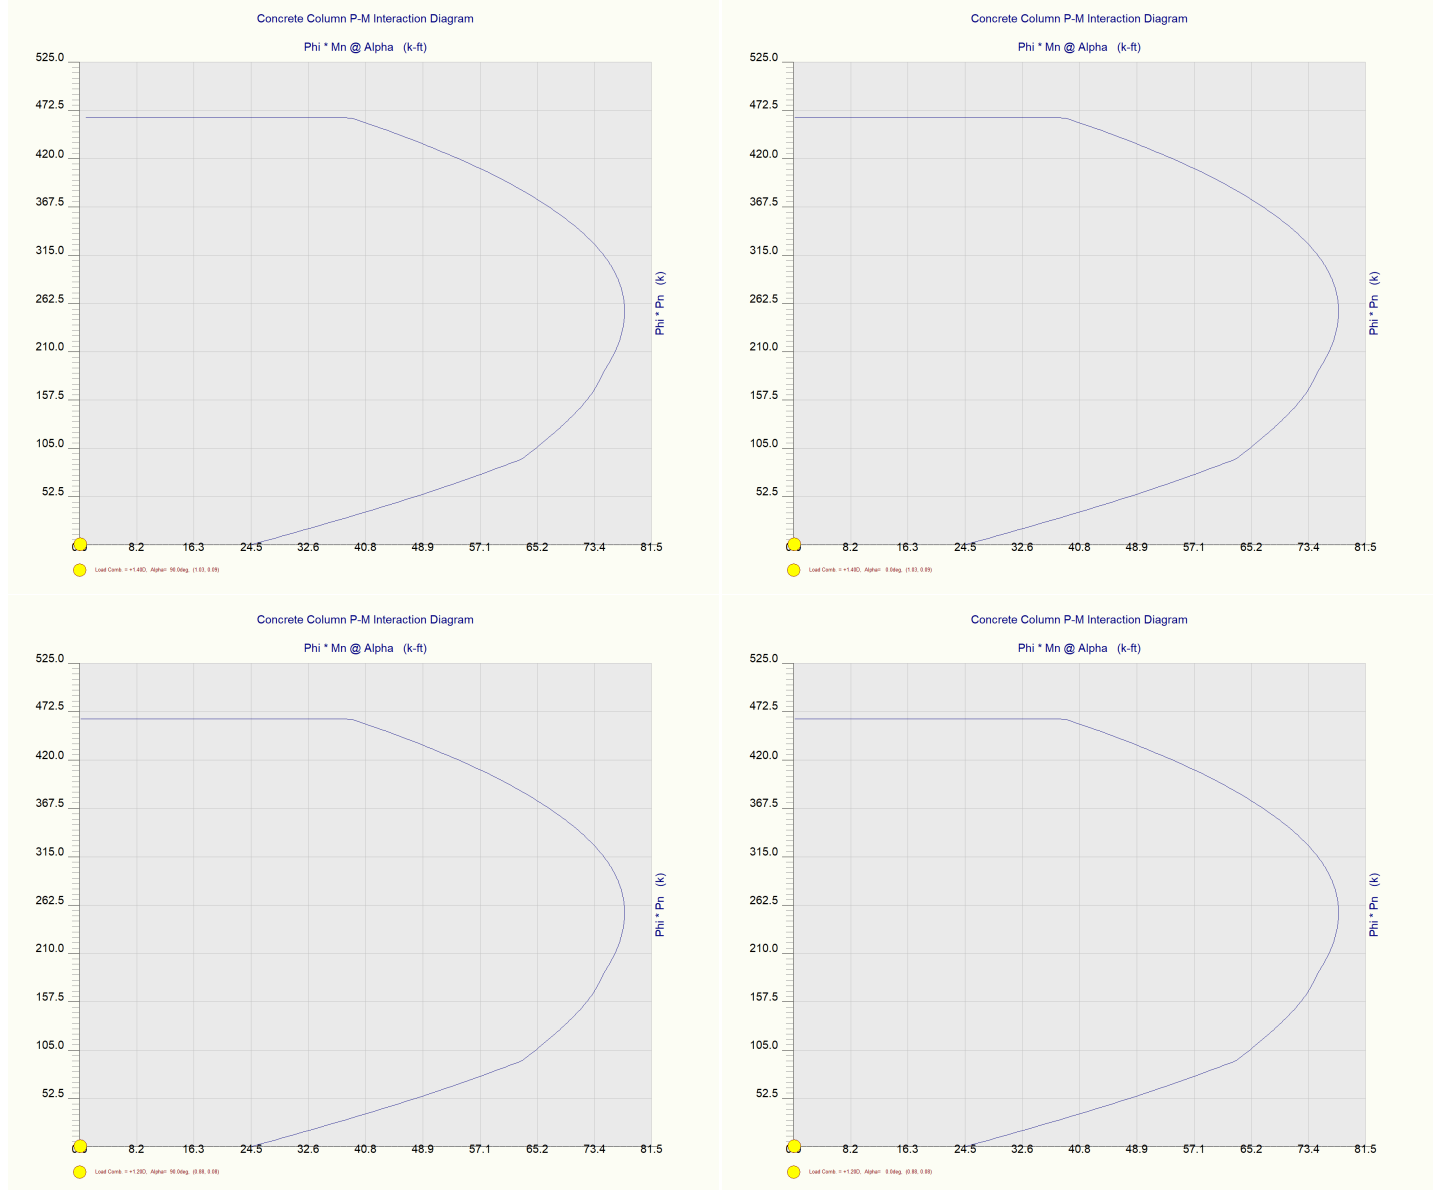 Concrete Column P-M Interaction Diagram
Phi * Mn @ Alpha (k-ft)
525.0
472.5
420.0
367.5
315.0
262.5
210.0
157.5
105.0
52.5
Phi * Pn (k)
0.0 8.2 16.3 24.5 32.6 40.8 48.9 57.1 65.2 73.4 81.5
Load Comb. = +1.40D, Alpha= 90.0deg, (1.03, 0.09)
Concrete Column P-M Interaction Diagram
Phi * Mn @ Alpha (k-ft)
525.0
472.5
420.0
367.5
315.0
262.5
210.0
157.5
105.0
52.5
Phi * Pn (k)
0.0 8.2 16.3 24.5 32.6 40.8 48.9 57.1 65.2 73.4 81.5
Load Comb. = +1.40D, Alpha= 0.0deg, (1.03, 0.09)
Concrete Column P-M Interaction Diagram
Phi * Mn @ Alpha (k-ft)
525.0
472.5
420.0
367.5
315.0
262.5
210.0
157.5
105.0
52.5
Phi * Pn (k)
0.0 8.2 16.3 24.5 32.6 40.8 48.9 57.1 65.2 73.4 81.5
Load Comb. = +1.20D, Alpha= 90.0deg, (0.88, 0.08)
Concrete Column P-M Interaction Diagram
Phi * Mn @ Alpha (k-ft)
525.0
472.5
420.0
367.5
315.0
262.5
210.0
157.5
105.0
52.5
Phi * Pn (k)
0.0 8.2 16.3 24.5 32.6 40.8 48.9 57.1 65.2 73.4 81.5
Load Comb. = +1.20D, Alpha= 0.0deg, (0.88, 0.08)